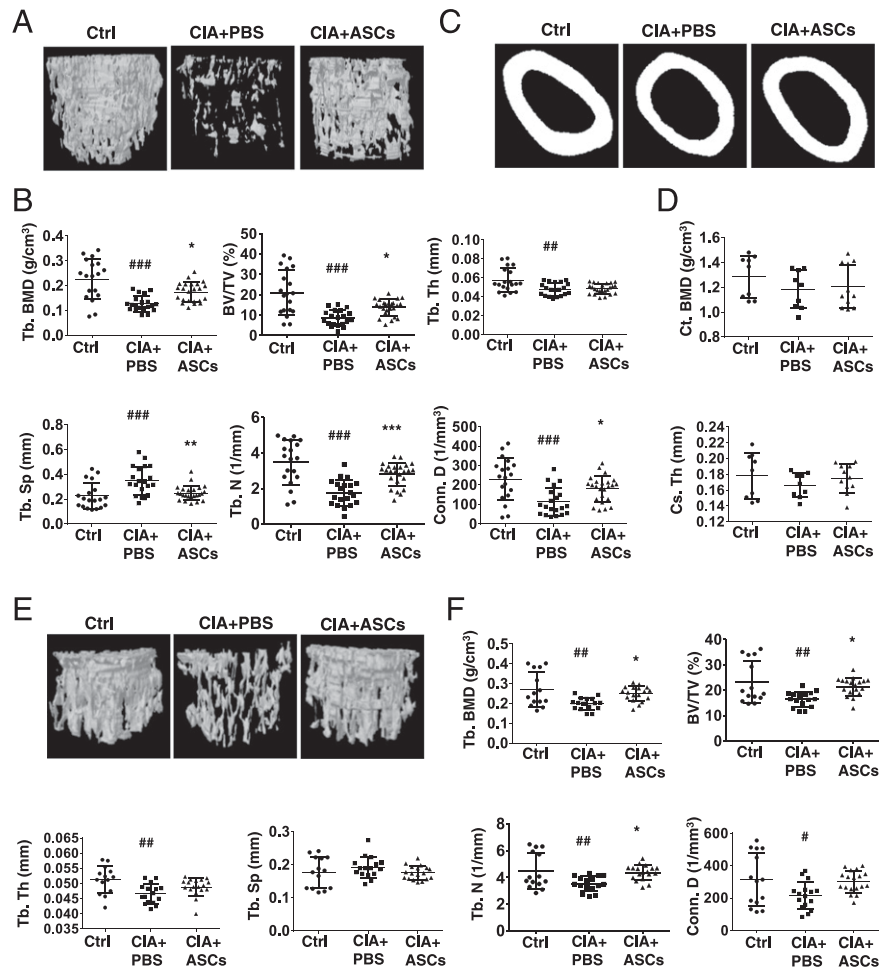 A
Ctrl
CIA+PBS
CIA+ASCs
C
Ctrl
CIA+PBS
CIA+ASCs
B
Tb. BMD (g/cm³)
0.4
0.3
0.2
0.1
0.0
###
*
Ctrl
CIA+
PBS
CIA+
ASCs
BV/TV (%)
50
40
30
20
10
0
###
*
Ctrl
CIA+
PBS
CIA+
ASCs
Tb. Th (mm)
0.10
0.08
0.06
0.04
0.02
0.00
##
Ctrl
CIA+
PBS
CIA+
ASCs
D
Ct. BMD (g/cm³)
1.8
1.6
1.4
1.2
1.0
0.8
Ctrl
CIA+
PBS
CIA+
ASCs
Tb. Sp (mm)
0.8
0.6
0.4
0.2
0.0
###
**
Ctrl
CIA+
PBS
CIA+
ASCs
Tb. N (1/mm)
6
4
2
0
###
***
Ctrl
CIA+
PBS
CIA+
ASCs
Conn. D (1/mm³)
500
400
300
200
100
0
###
*
Ctrl
CIA+
PBS
CIA+
ASCs
Cs. Th (mm)
0.24
0.22
0.20
0.18
0.16
0.14
0.12
Ctrl
CIA+
PBS
CIA+
ASCs
E
Ctrl
CIA+PBS
CIA+ASCs
F
Tb. BMD (g/cm³)
0.5
0.4
0.3
0.2
0.1
0.0
##
*
Ctrl
CIA+
PBS
CIA+
ASCs
BV/TV (%)
40
30
20
10
0
##
*
Ctrl
CIA+
PBS
CIA+
ASCs
Tb. Th (mm)
0.065
0.060
0.055
0.050
0.045
0.040
0.035
##
Ctrl
CIA+
PBS
CIA+
ASCs
Tb. Sp (mm)
0.3
0.2
0.1
0.0
Ctrl
CIA+
PBS
CIA+
ASCs
Tb. N (1/mm)
8
6
4
2
0
##
*
Ctrl
CIA+
PBS
CIA+
ASCs
Conn. D (1/mm³)
600
400
200
0
#
Ctrl
CIA+
PBS
CIA+
ASCs